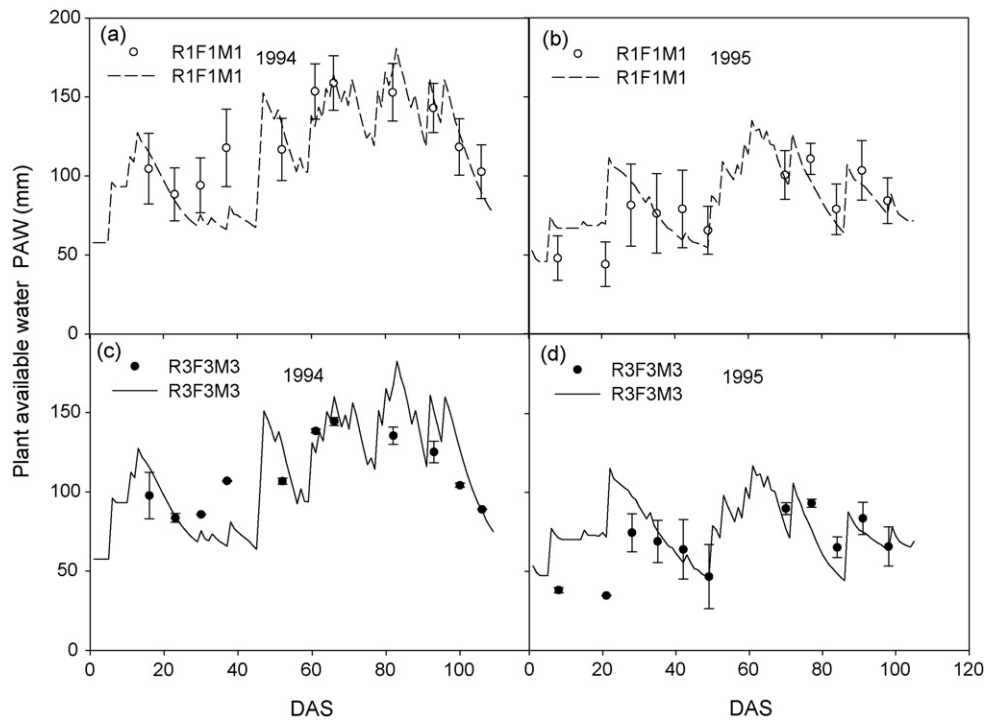 200
(a)
R1F1M1
1994
R1F1M1
(b)
R1F1M1
1995
R1F1M1
150
100
50
0
Plant available water PAW (mm)
(c)
R3F3M3
1994
R3F3M3
(d)
R3F3M3
1995
R3F3M3
150
100
50
0
0 20 40 60 80 100
0 20 40 60 80 100 120
DAS
DAS